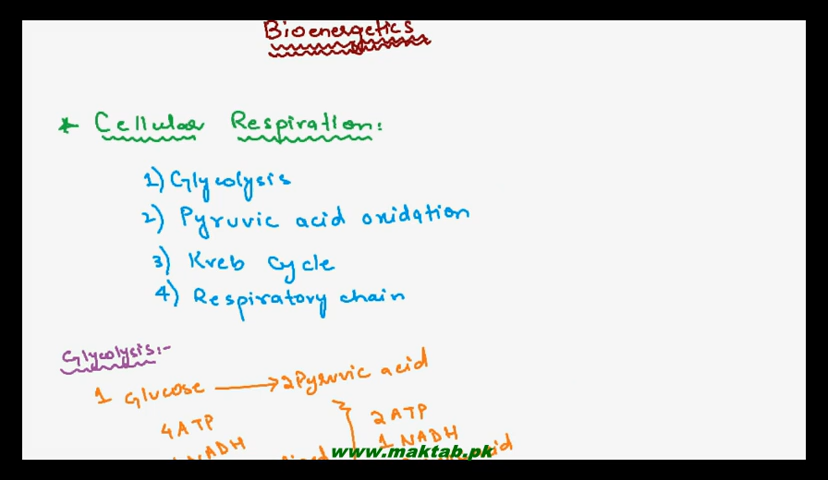 Bioenergetics
* Cellular Respiration:
1) Glycolysis
2) Pyruvic acid oxidation
3) Kreb Cycle
4) Respiratory chain
Glycolysis:-
1 Glucose → 2 Pyruvic acid
4 ATP
2 ATP
NADH
1 NADH
www.maktab.pk